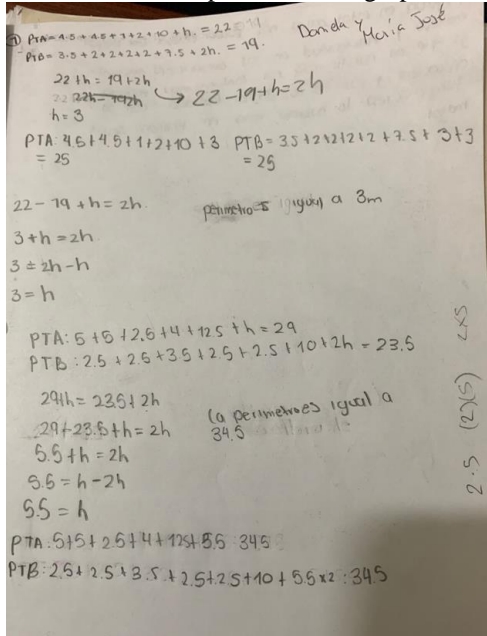 ① PTA = 4.5 + 4.5 + 1 + 2 + 10 + h. = 22
Daniela y María José
PTB = 3.5 + 2 + 2 + 2 + 2 + 7.5 + 2h. = 19.
22 + h = 19 + 2h
22h = 19 2h → 22 - 19 + h = 2h
h = 3
PTA: 4.5 + 4.5 + 1 + 2 + 10 + 3 PTB = 3.5 + 2 + 2 + 2 + 2 + 7.5 + 3 + 3
= 25 = 25
22 - 19 + h = 2h. perimetro = igual a 3m
3 + h = 2h
3 = 2h - h
3 = h
PTA: 5 + 5 + 2.5 + 4 + 12.5 + h = 29
PTB: 2.5 + 2.5 + 3.5 + 2.5 + 2.5 + 10 + 2h = 23.5
29 + h = 23.5 + 2h
29 - 23.5 + h = 2h
(a perimetro es igual a
34.5
5.5 + h = 2h
5.5 = h - 2h
5.5 = h
PTA: 5 + 5 + 2.5 + 4 + 12.5 + 5.5 : 34.5
PTB: 2.5 + 2.5 + 3.5 + 2.5 + 2.5 + 10 + 5.5 x 2 : 34.5
2.5 (2)(5) 2x5